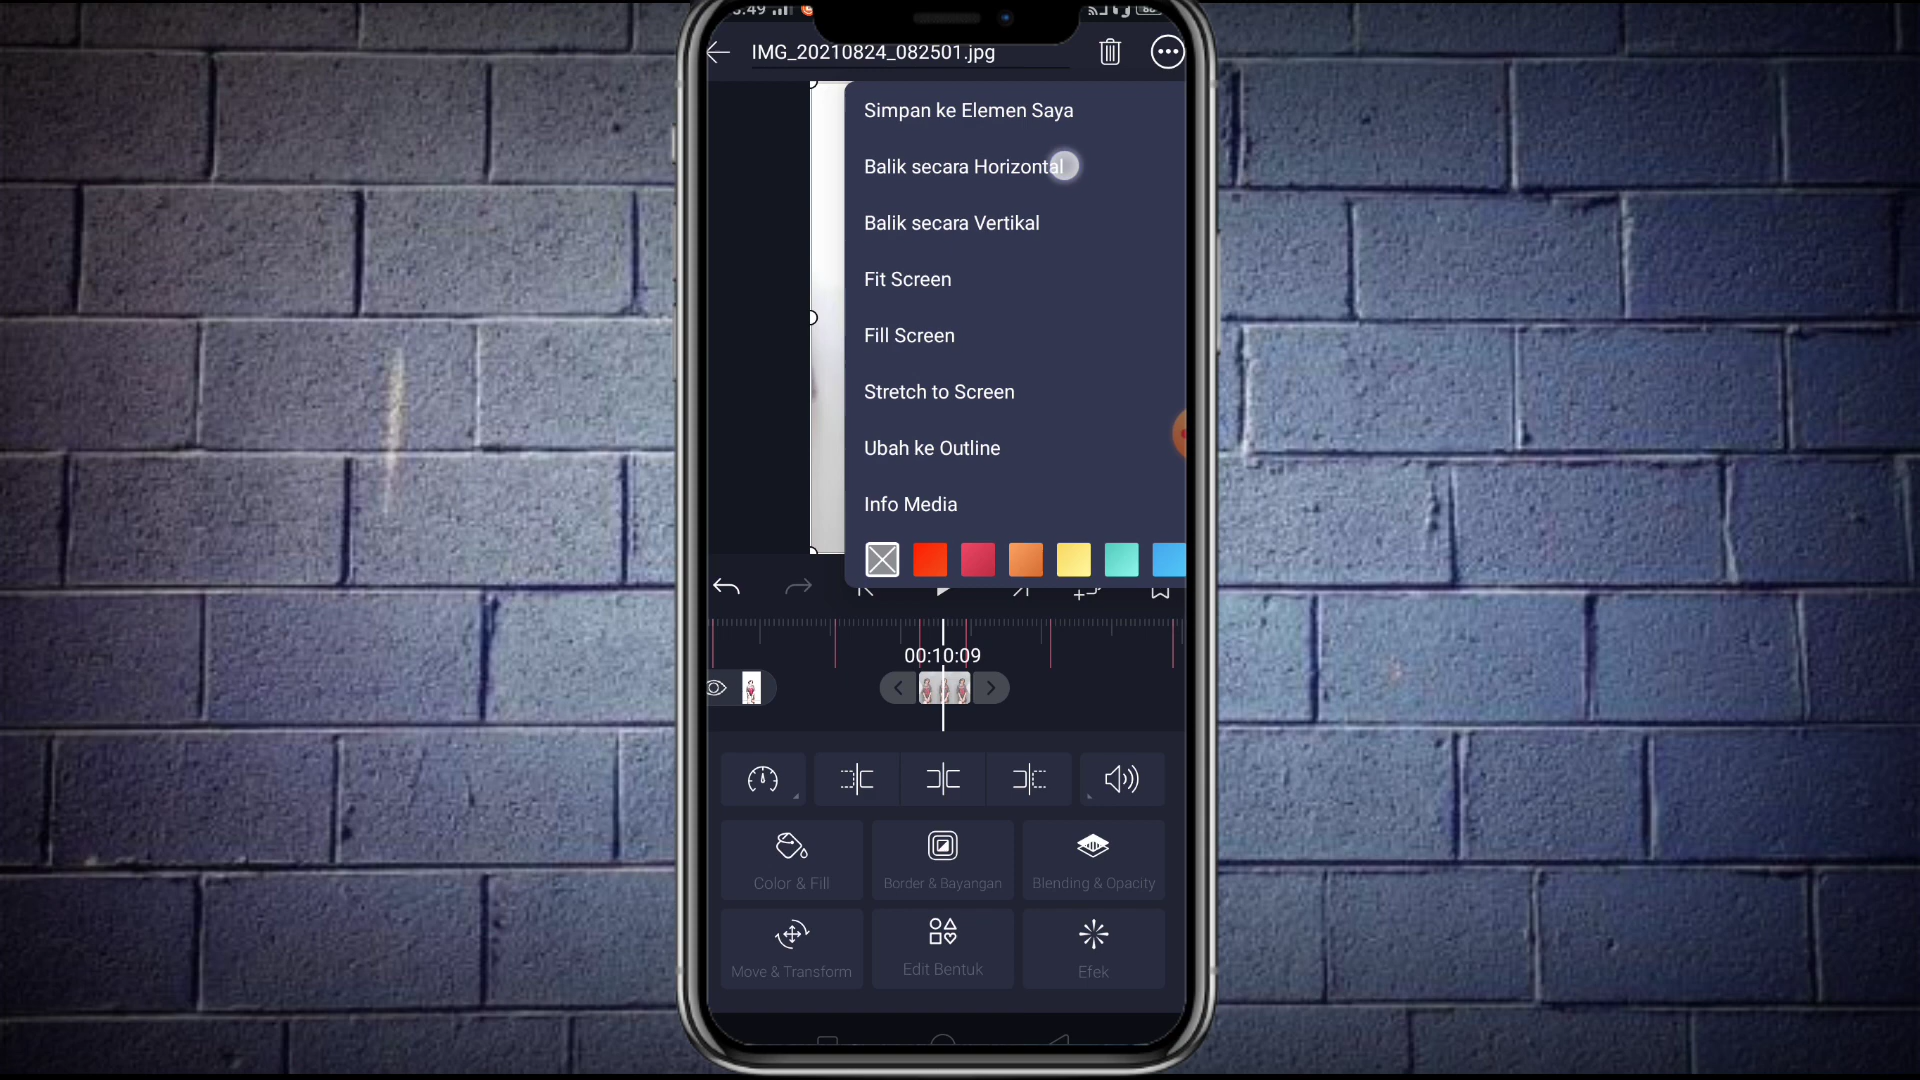 IMG_20210824_082501.jpg
Simpan ke Elemen Saya
Balik secara Horizontal
Balik secara Vertikal
Fit Screen
Fill Screen
Stretch to Screen
Ubah ke Outline
Info Media
00:10:09
Color & Fill
Border & Bayangan
Blending & Opacity
Move & Transform
Edit Bentuk
Efek